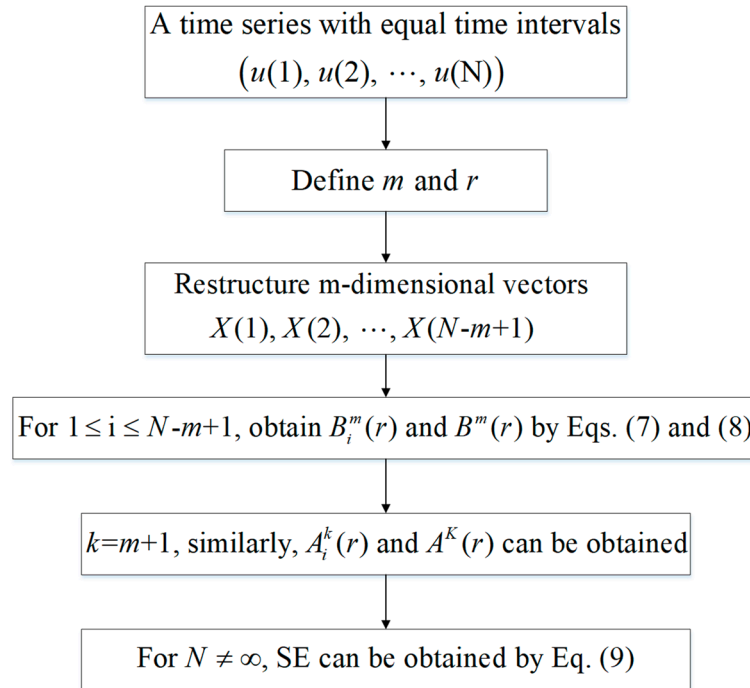 A time series with equal time intervals
(u(1), u(2), ⋯, u(N))
Define m and r
Restructure m-dimensional vectors
X(1), X(2), ⋯, X(N-m+1)
For 1 ≤ i ≤ N-m+1, obtain B_i^m(r) and B^m(r) by Eqs. (7) and (8)
k=m+1, similarly, A_i^k(r) and A^K(r) can be obtained
For N ≠ ∞, SE can be obtained by Eq. (9)